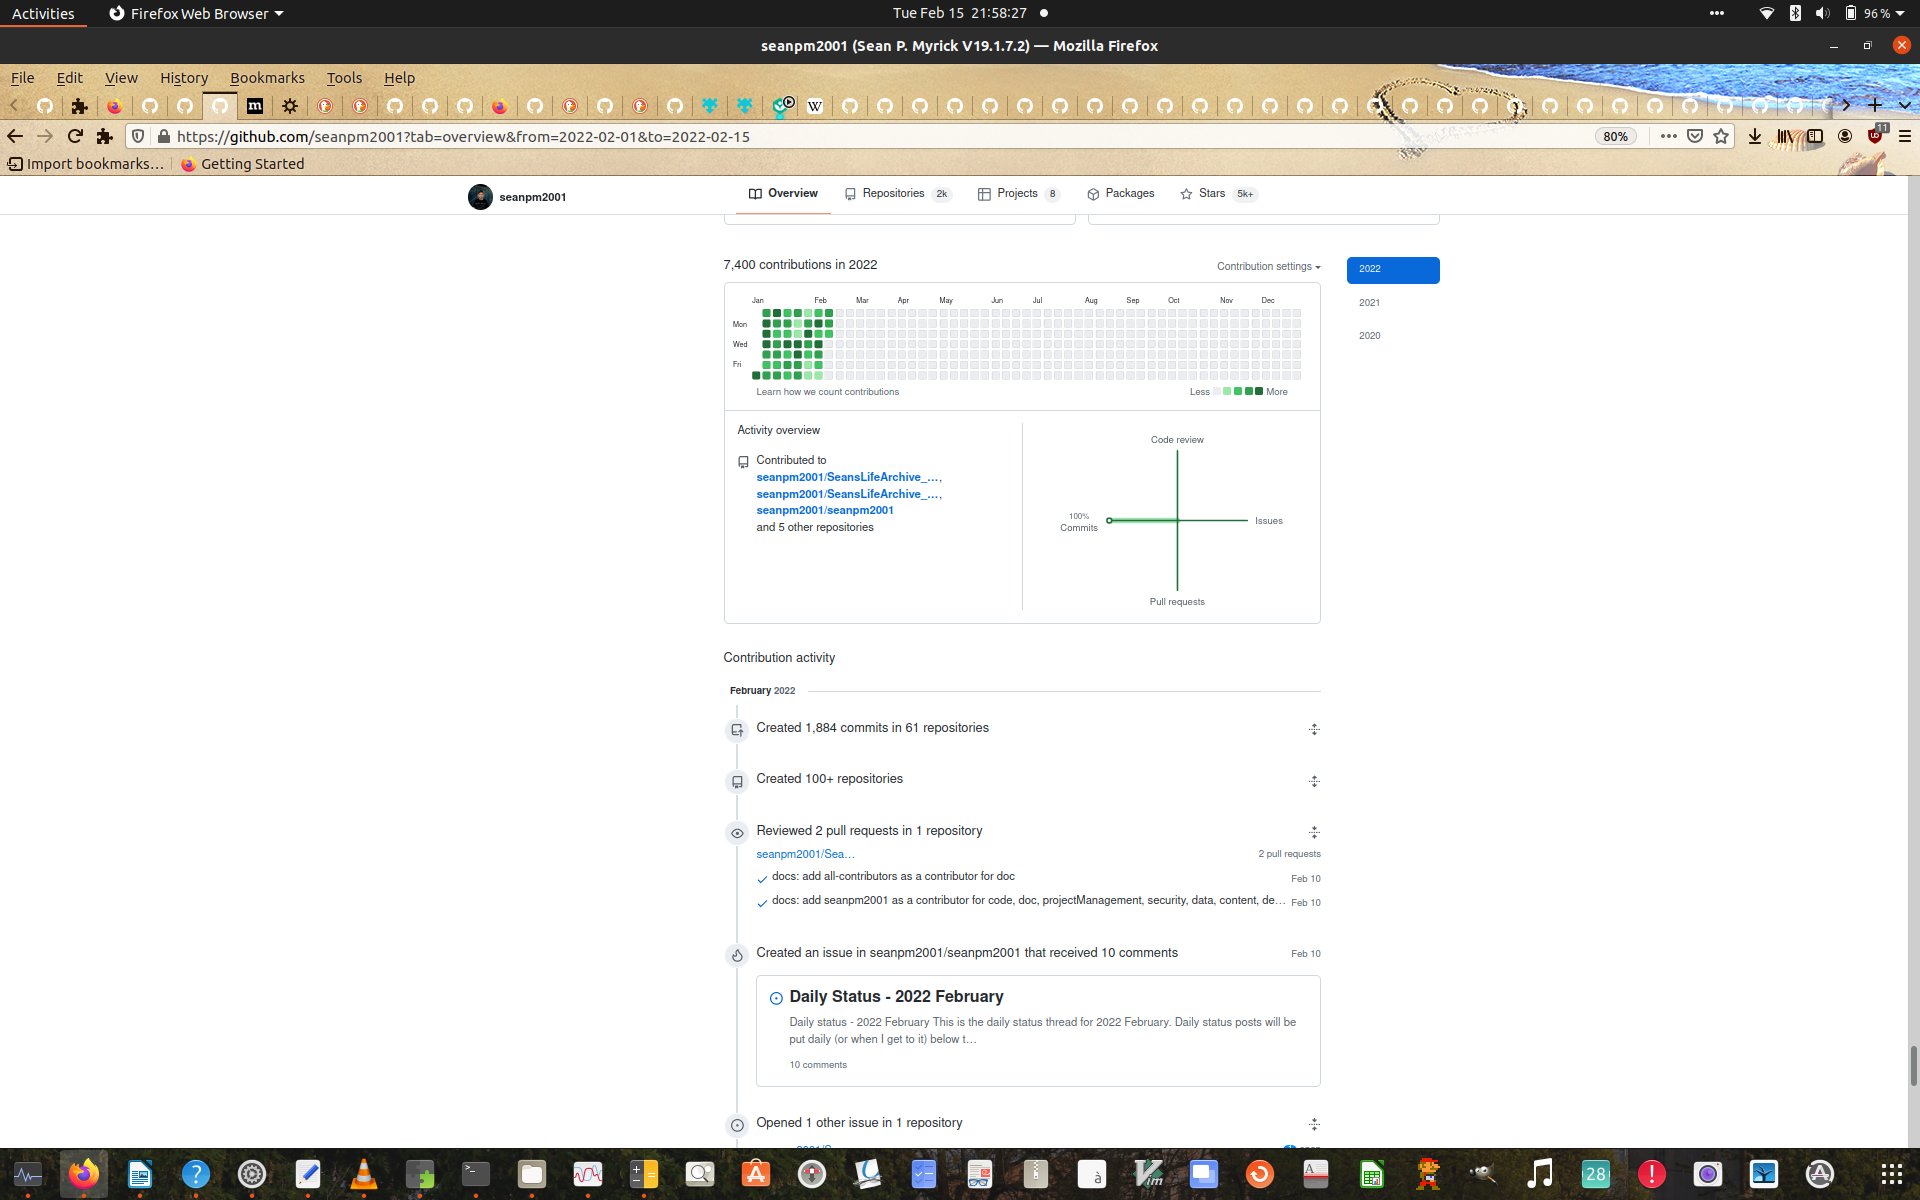 Activities
Firefox Web Browser
Tue Feb 15 21:58:27
96 %
seanpm2001 (Sean P. Myrick V19.1.7.2) — Mozilla Firefox
File Edit View History Bookmarks Tools Help
https://github.com/seanpm2001?tab=overview&from=2022-02-01&to=2022-02-15
80%
11
Import bookmarks…
Getting Started
seanpm2001
Overview
Repositories 2k
Projects 8
Packages
Stars 5k+
7,400 contributions in 2022
Contribution settings
2022
2021
2020
Jan Feb Mar Apr May Jun Jul Aug Sep Oct Nov Dec
Mon
Wed
Fri
Learn how we count contributions
Less More
Activity overview
Contributed to
seanpm2001/SeansLifeArchive_…,
seanpm2001/SeansLifeArchive_…,
seanpm2001/seanpm2001
and 5 other repositories
Code review
100%
Commits
Issues
Pull requests
Contribution activity
February 2022
Created 1,884 commits in 61 repositories
Created 100+ repositories
Reviewed 2 pull requests in 1 repository
seanpm2001/Sea…
2 pull requests
docs: add all-contributors as a contributor for doc
Feb 10
docs: add seanpm2001 as a contributor for code, doc, projectManagement, security, data, content, de…
Feb 10
Created an issue in seanpm2001/seanpm2001 that received 10 comments
Feb 10
Daily Status - 2022 February
Daily status - 2022 February This is the daily status thread for 2022 February. Daily status posts will be
put daily (or when I get to it) below t…
10 comments
Opened 1 other issue in 1 repository
28